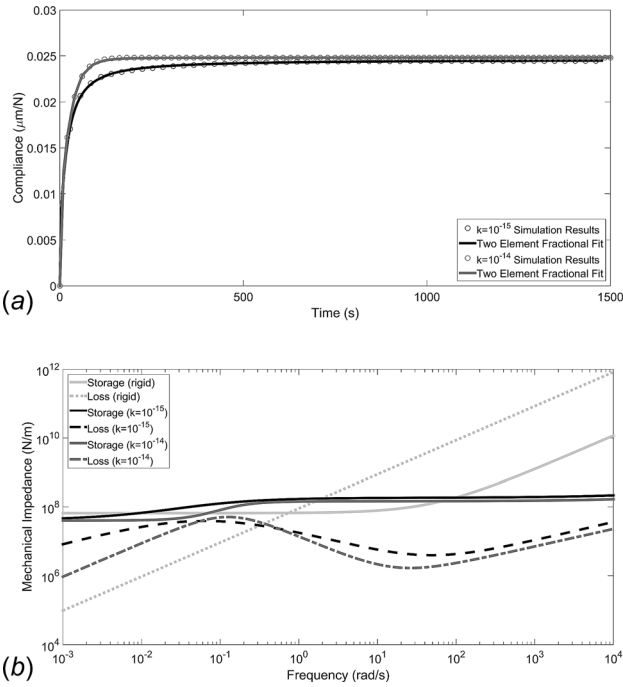 (a)
Compliance (μm/N)
0.03
0.025
0.02
0.015
0.01
0.005
0
0
500
1000
1500
Time (s)
k=10⁻¹⁵ Simulation Results
Two Element Fractional Fit
k=10⁻¹⁴ Simulation Results
Two Element Fractional Fit
(b)
Mechanical Impedance (N/m)
10¹²
10¹⁰
10⁸
10⁶
10⁴
10⁻³
10⁻²
10⁻¹
10⁰
10¹
10²
10³
10⁴
Frequency (rad/s)
Storage (rigid)
Loss (rigid)
Storage (k=10⁻¹⁵)
Loss (k=10⁻¹⁵)
Storage (k=10⁻¹⁴)
Loss (k=10⁻¹⁴)